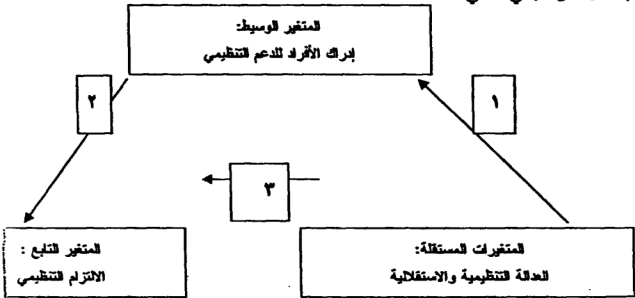 المتغير الوسيط:
إدراك الأفراد للدعم التنظيمي
١
٢
٣
المتغيرات المستقلة:
العدالة التنظيمية والاستقلالية
المتغير التابع :
الالتزام التنظيمي